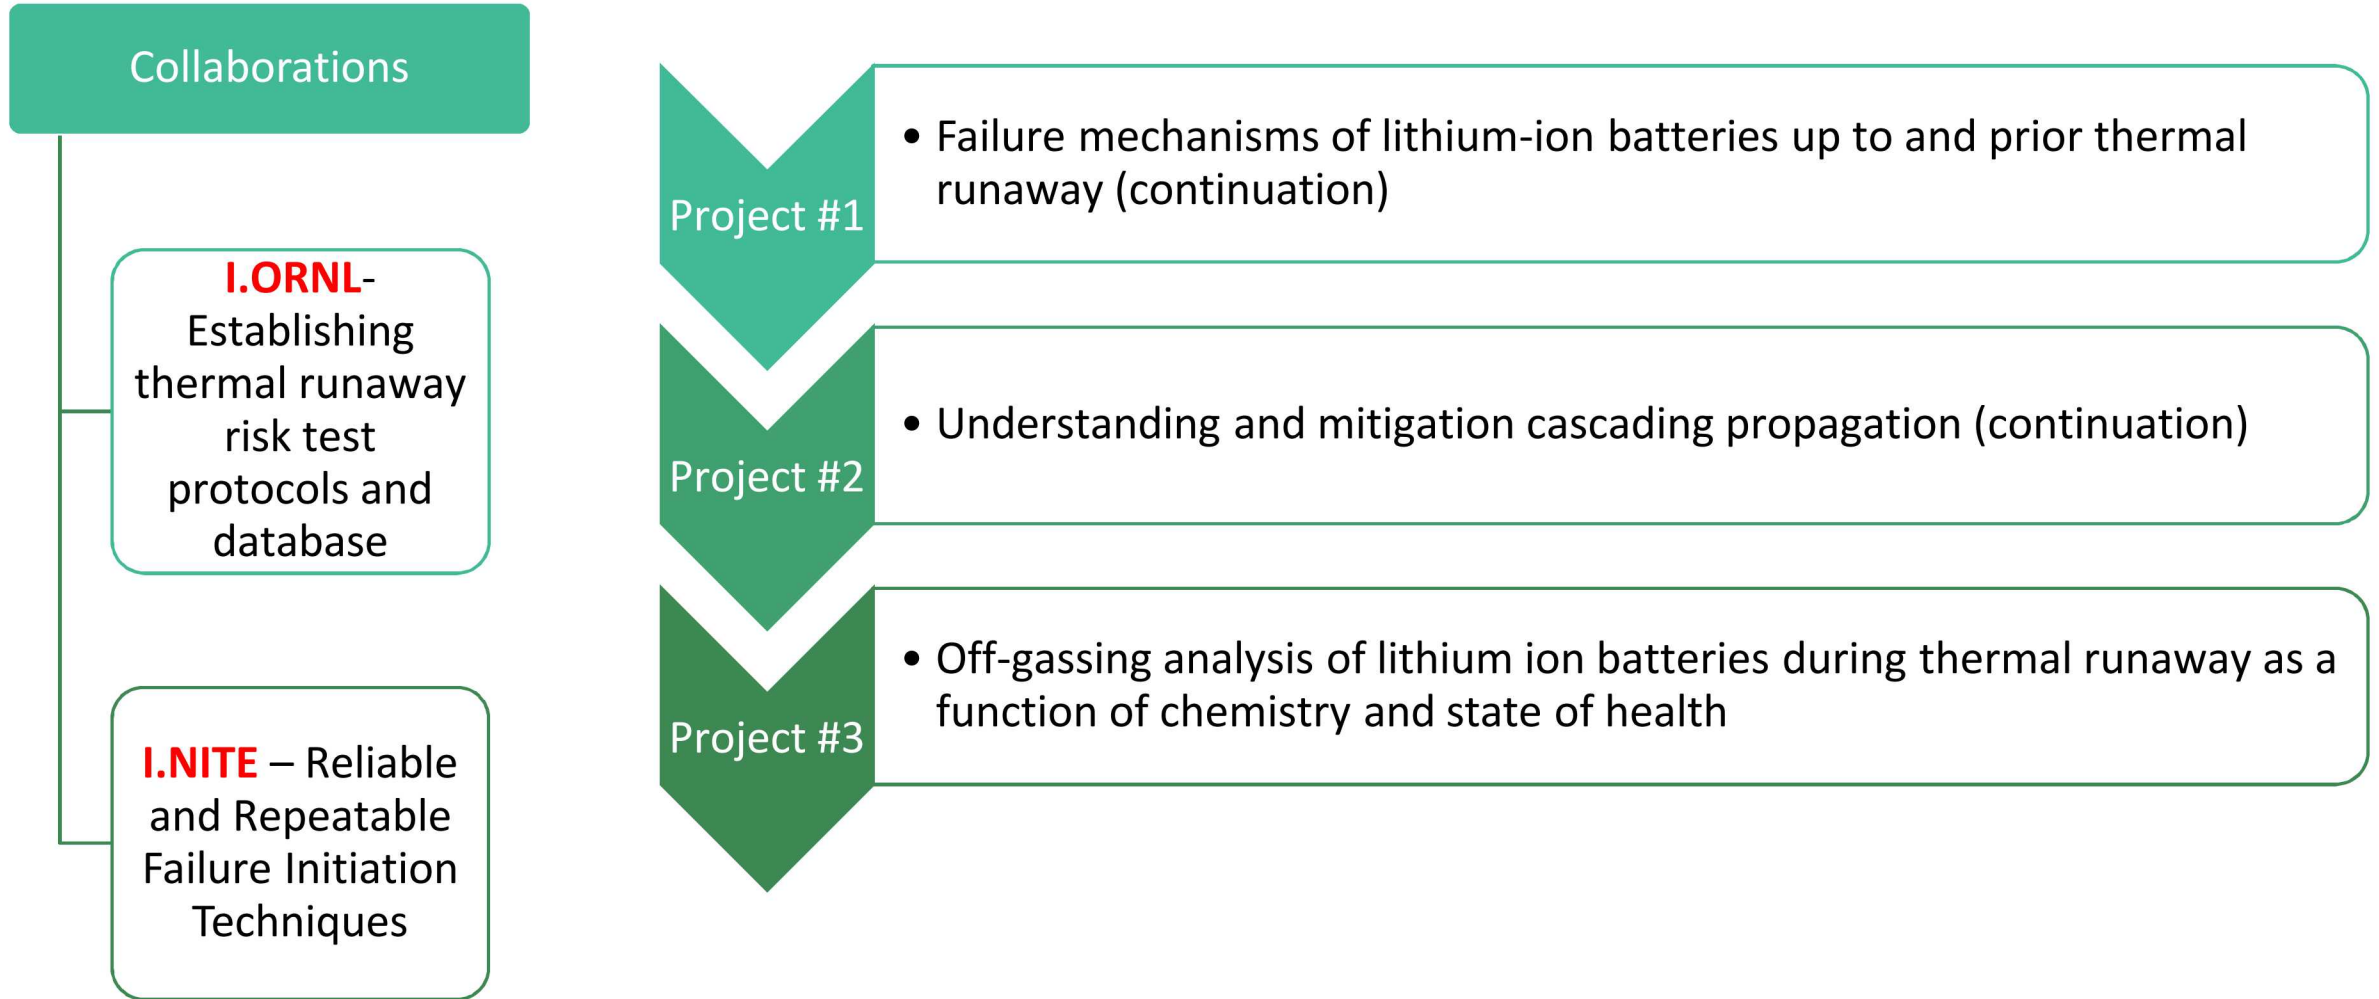 Collaborations
I.ORNL-
Establishing
thermal runaway
risk test
protocols and
database
I.NITE – Reliable
and Repeatable
Failure Initiation
Techniques
Project #1
• Failure mechanisms of lithium-ion batteries up to and prior thermal
runaway (continuation)
Project #2
• Understanding and mitigation cascading propagation (continuation)
Project #3
• Off-gassing analysis of lithium ion batteries during thermal runaway as a
function of chemistry and state of health